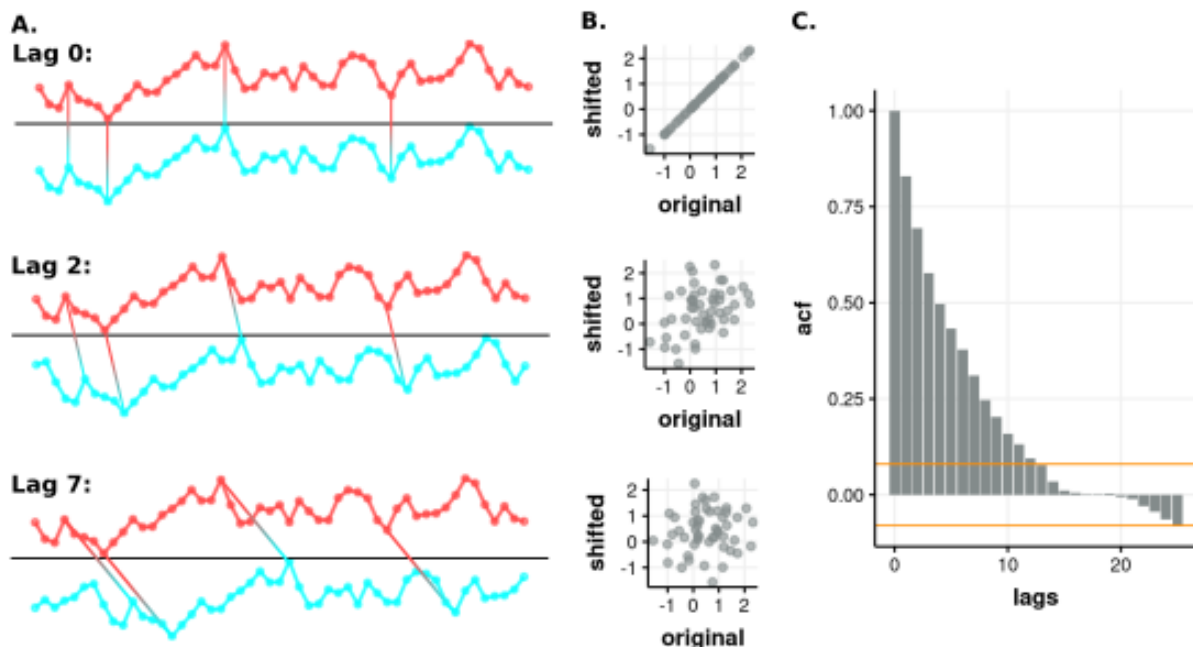 A.
Lag 0:
Lag 2:
Lag 7:
B.
shifted
2
1
0
-1
-1 0 1 2
original
shifted
2
1
0
-1
-1 0 1 2
original
shifted
2
1
0
-1
-1 0 1 2
original
C.
acf
1.00
0.75
0.50
0.25
0.00
0 10 20
lags